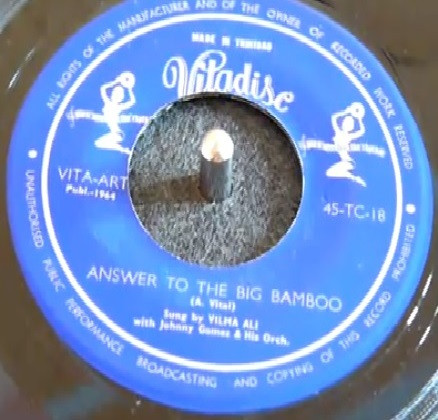 ALL RIGHTS OF THE MANUFACTURER AND OF THE OWNER OF RECORDED WORK RESERVED
MADE IN TRINIDAD
Vitadisc
VITA-ART
Publ.-1964
45-TC-18
ANSWER TO THE BIG BAMBOO
(A. Vital)
Sung by VILMA ALI
with Johnny Gomez & His Orch.
UNAUTHORISED PUBLIC PERFORMANCE BROADCASTING AND COPYING OF THIS RECORD PROHIBITED